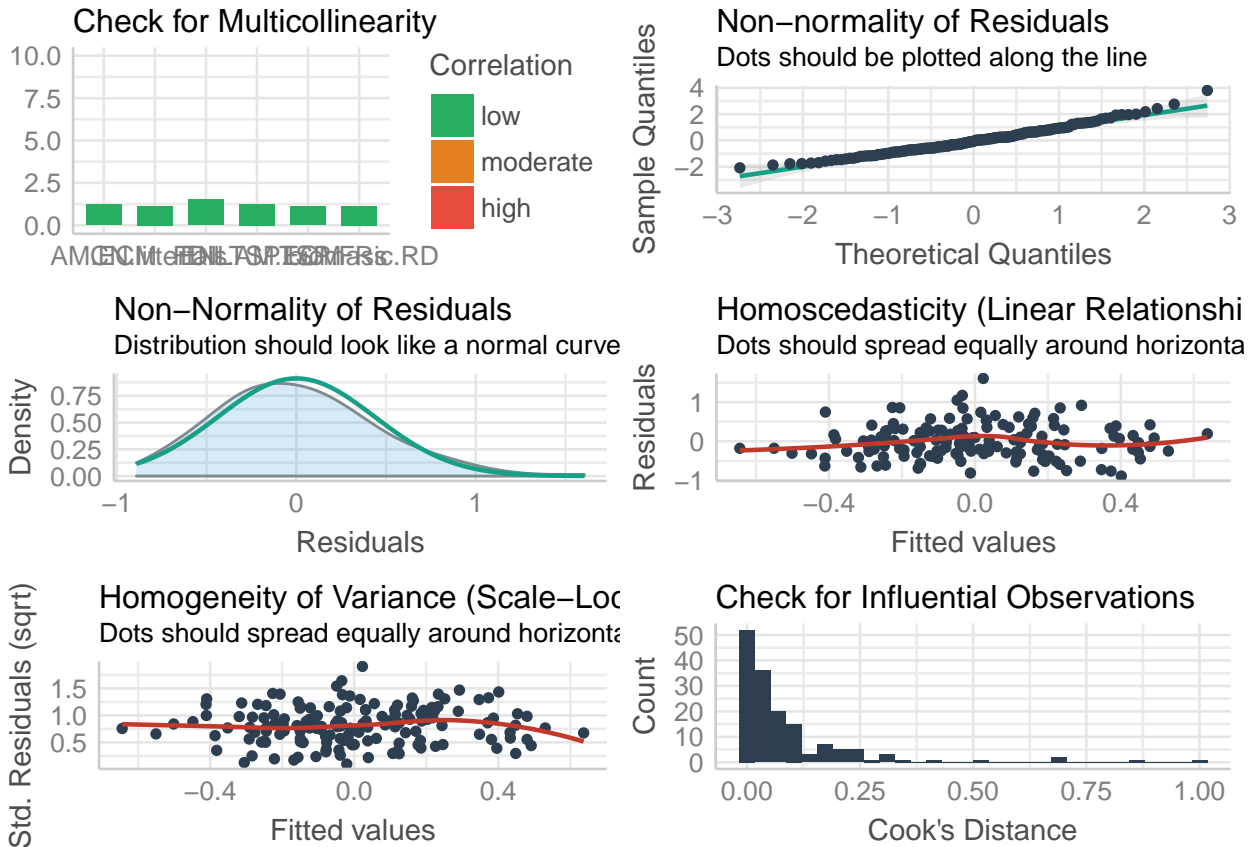 Check for Multicollinearity
10.0
7.5
5.0
2.5
0.0
Correlation
low
moderate
high
Non−normality of Residuals
Dots should be plotted along the line
Sample Quantiles
4
2
0
−2
−3 −2 −1 0 1 2 3
Theoretical Quantiles
Non−Normality of Residuals
Distribution should look like a normal curve
Density
0.75
0.50
0.25
0.00
−1 0 1
Residuals
Homoscedasticity (Linear Relationshi
Dots should spread equally around horizonta
Residuals
1
0
−1
−0.4 0.0 0.4
Fitted values
Homogeneity of Variance (Scale−Loc
Dots should spread equally around horizonta
Std. Residuals (sqrt)
1.5
1.0
0.5
−0.4 0.0 0.4
Fitted values
Check for Influential Observations
Count
50
40
30
20
10
0
0.00 0.25 0.50 0.75 1.00
Cook's Distance